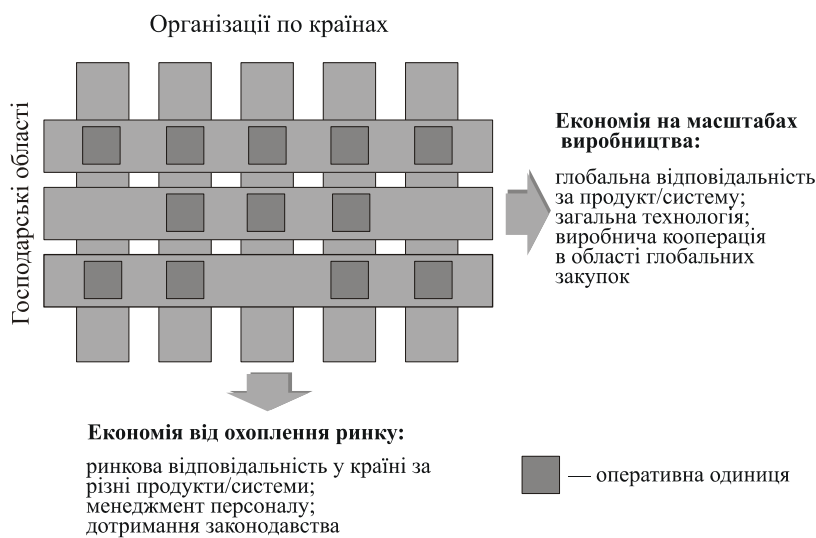 Організації по країнах
Господарські області
Економія на масштабах
виробництва:
глобальна відповідальність
за продукт/систему;
загальна технологія;
виробнича кооперація
в області глобальних
закупок
Економія від охоплення ринку:
ринкова відповідальність у країні за
різні продукти/системи;
менеджмент персоналу;
дотримання законодавства
— оперативна одиниця